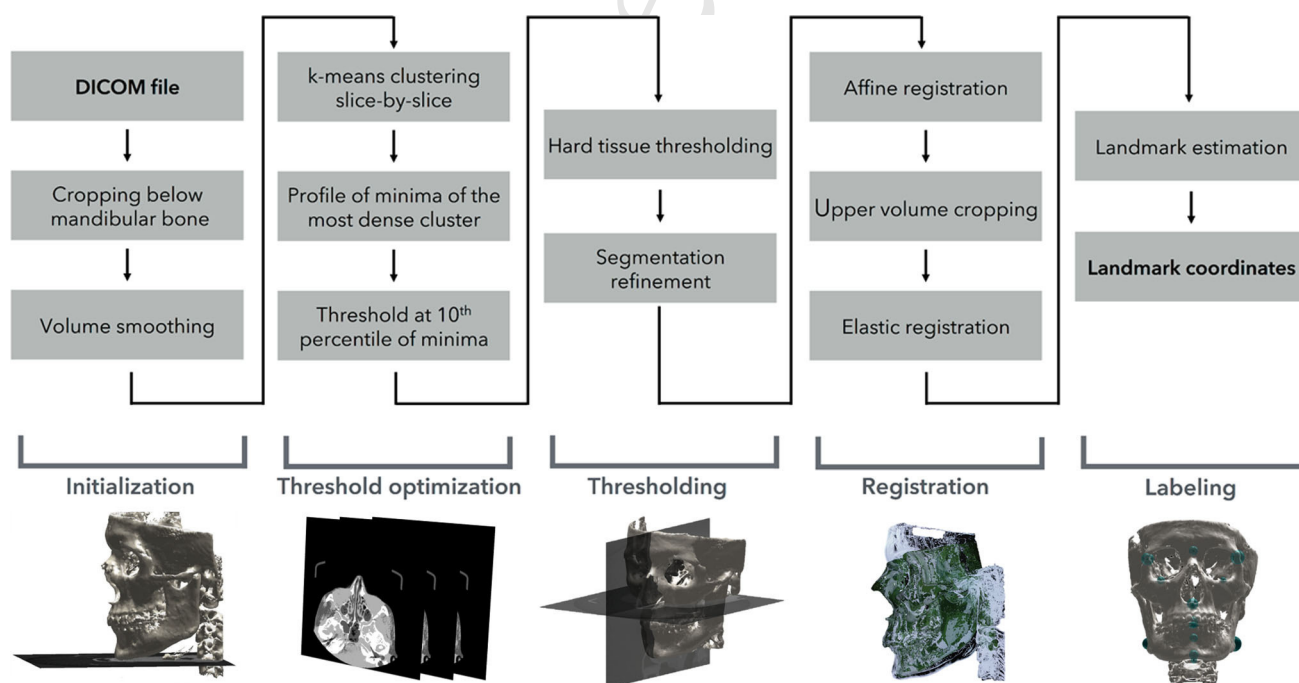 DICOM file
Cropping below
mandibular bone
Volume smoothing
k-means clustering
slice-by-slice
Profile of minima of the
most dense cluster
Threshold at 10th
percentile of minima
Hard tissue thresholding
Segmentation
refinement
Affine registration
Upper volume cropping
Elastic registration
Landmark estimation
Landmark coordinates
Initialization
Threshold optimization
Thresholding
Registration
Labeling